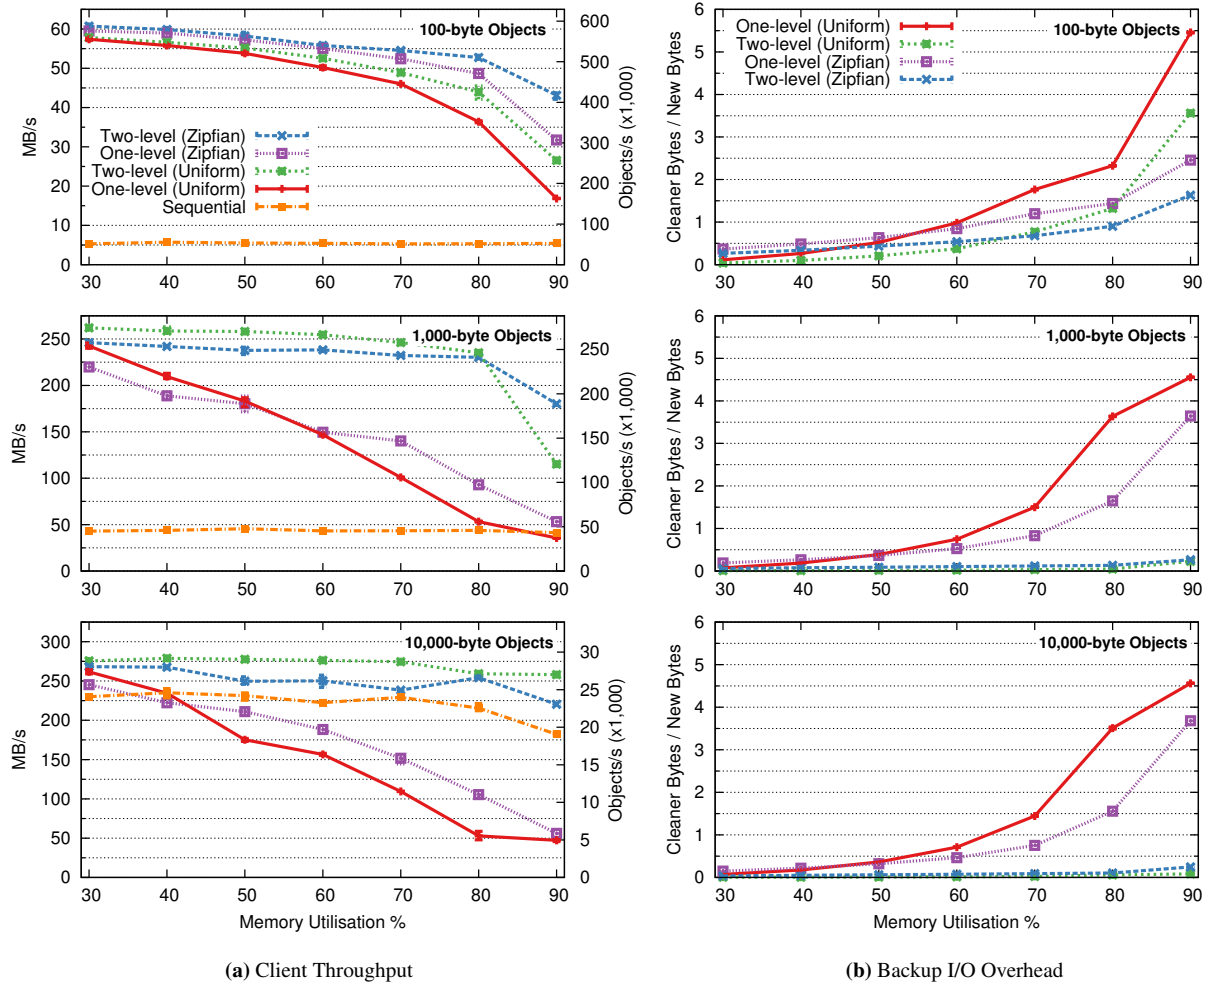 100-byte Objects
60
55
50
45
40
35
30
25
20
15
10
5
0
MB/s
Two-level (Zipfian)
One-level (Zipfian)
Two-level (Uniform)
One-level (Uniform)
Sequential
600
500
400
300
200
100
0
Objects/s (x1,000)
30 40 50 60 70 80 90
100-byte Objects
One-level (Uniform)
Two-level (Uniform)
One-level (Zipfian)
Two-level (Zipfian)
6
5
4
3
2
1
0
Cleaner Bytes / New Bytes
30 40 50 60 70 80 90
1,000-byte Objects
250
200
150
100
50
0
MB/s
250
200
150
100
50
0
Objects/s (x1,000)
30 40 50 60 70 80 90
1,000-byte Objects
6
5
4
3
2
1
0
Cleaner Bytes / New Bytes
30 40 50 60 70 80 90
10,000-byte Objects
300
250
200
150
100
50
0
MB/s
30
25
20
15
10
5
0
Objects/s (x1,000)
30 40 50 60 70 80 90
Memory Utilisation %
10,000-byte Objects
6
5
4
3
2
1
0
Cleaner Bytes / New Bytes
30 40 50 60 70 80 90
Memory Utilisation %
(a) Client Throughput
(b) Backup I/O Overhead